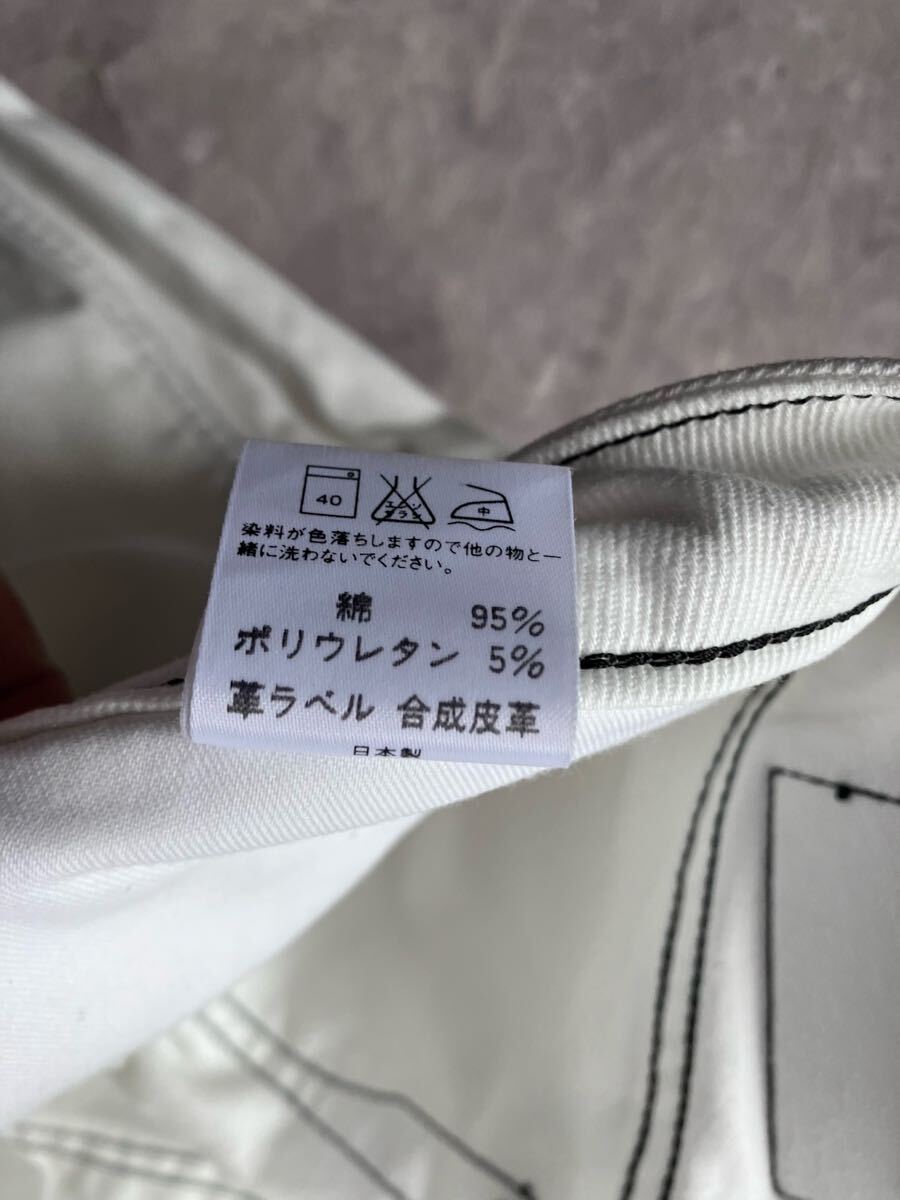 40 エンソ サラシ 中
染料が色落ちしますので他の物と一
緒に洗わないでください。
綿 95%
ポリウレタン 5%
革ラベル 合成皮革
日本製